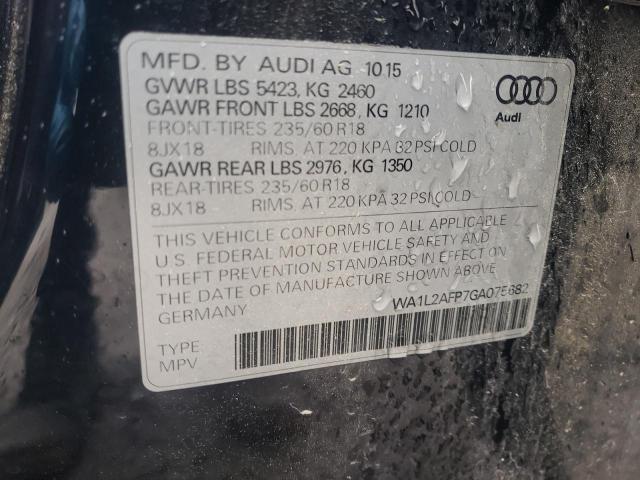 MFD. BY AUDI AG 1015
GVWR LBS 5423, KG 2460
GAWR FRONT LBS 2668, KG 1210
FRONT-TIRES 235/60 R18
8JX18 RIMS, AT 220 KPA 32 PSI COLD
GAWR REAR LBS 2976, KG 1350
REAR-TIRES 235/60 R18
8JX18 RIMS, AT 220 KPA 32 PSI COLD
Audi
THIS VEHICLE CONFORMS TO ALL APPLICABLE
U.S. FEDERAL MOTOR VEHICLE SAFETY AND
THEFT PREVENTION STANDARDS IN EFFECT ON
THE DATE OF MANUFACTURE SHOWN ABOVE.
GERMANY
WA1L2AFP7GA075682
TYPE
MPV